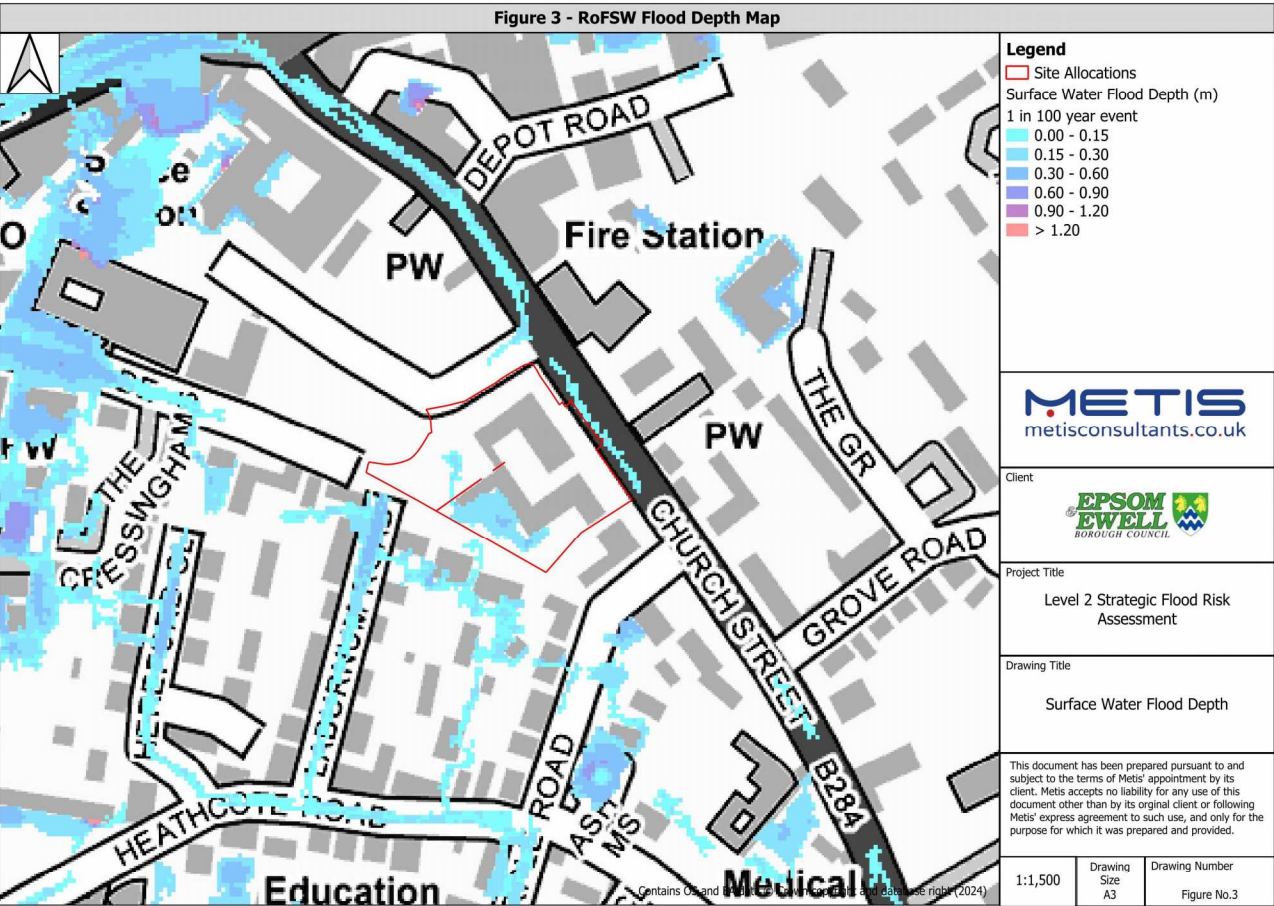 Figure 3 - RoFSW Flood Depth Map
DEPOT ROAD
Fire Station
PW
PW
THE GR
THE
CRESSINGHAMS
GROVE ROAD
CHURCH STREET
B284
LABURNUM ROAD
HEATHCOTE ROAD
ROAD
ASH
MS
Education
Medical
Legend
Site Allocations
Surface Water Flood Depth (m)
1 in 100 year event
0.00 - 0.15
0.15 - 0.30
0.30 - 0.60
0.60 - 0.90
0.90 - 1.20
> 1.20
METIS
metisconsultants.co.uk
Client
EPSOM
& EWELL
BOROUGH COUNCIL
Project Title
Level 2 Strategic Flood Risk
Assessment
Drawing Title
Surface Water Flood Depth
This document has been prepared pursuant to and
subject to the terms of Metis' appointment by its
client. Metis accepts no liability for any use of this
document other than by its orginal client or following
Metis' express agreement to such use, and only for the
purpose for which it was prepared and provided.
1:1,500
Drawing
Size
A3
Drawing Number
Figure No.3